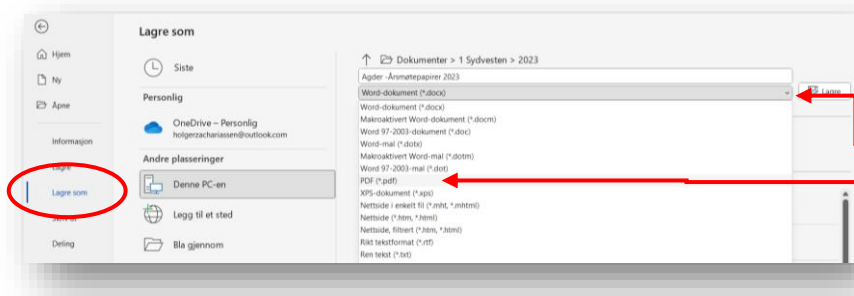 Lagre som
Hjem
Ny
Åpne
Informasjon
Lagre
Lagre som
Deling
Siste
Personlig
OneDrive – Personlig
holgerzachariassen@outlook.com
Andre plasseringer
Denne PC-en
Legg til et sted
Bla gjennom
Dokumenter > 1 Sydvesten > 2023
Agder -Årsmøtepapirer 2023
Word-dokument (*.docx)
Lagre
Word-dokument (*.docx)
Makroaktivert Word-dokument (*.docm)
Word 97-2003-dokument (*.doc)
Word-mal (*.dotx)
Makroaktivert Word-mal (*.dotm)
Word 97-2003-mal (*.dot)
PDF (*.pdf)
XPS-dokument (*.xps)
Nettside i enkelt fil (*.mht, *.mhtml)
Nettside (*.htm, *.html)
Nettside, filtrert (*.htm, *.html)
Rikt tekstformat (*.rtf)
Ren tekst (*.txt)